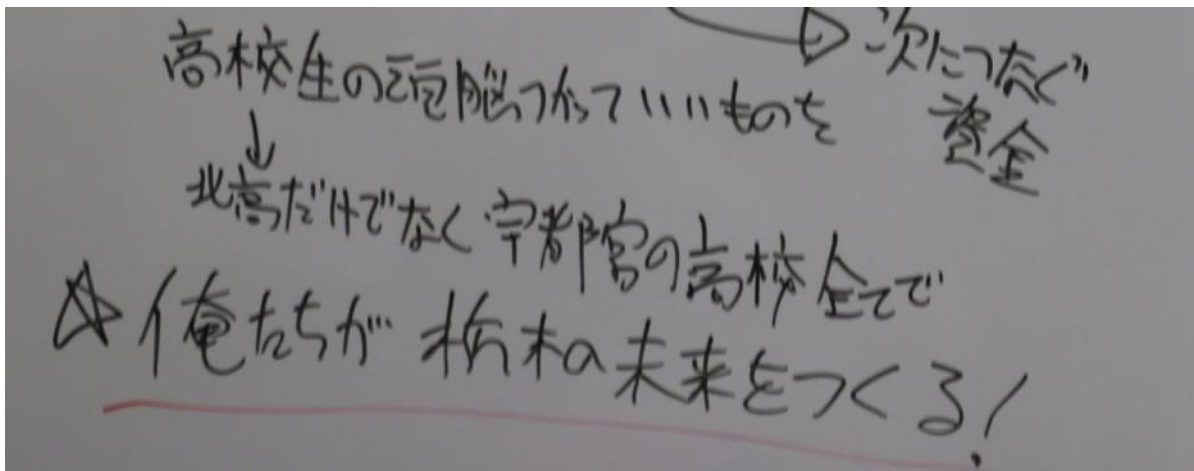 高校生の頭脳つかっていいものを
→次につなぐ
資金
↓
北高だけでなく宇都宮の高校全てで
☆俺たちが栃木の未来をつくる!